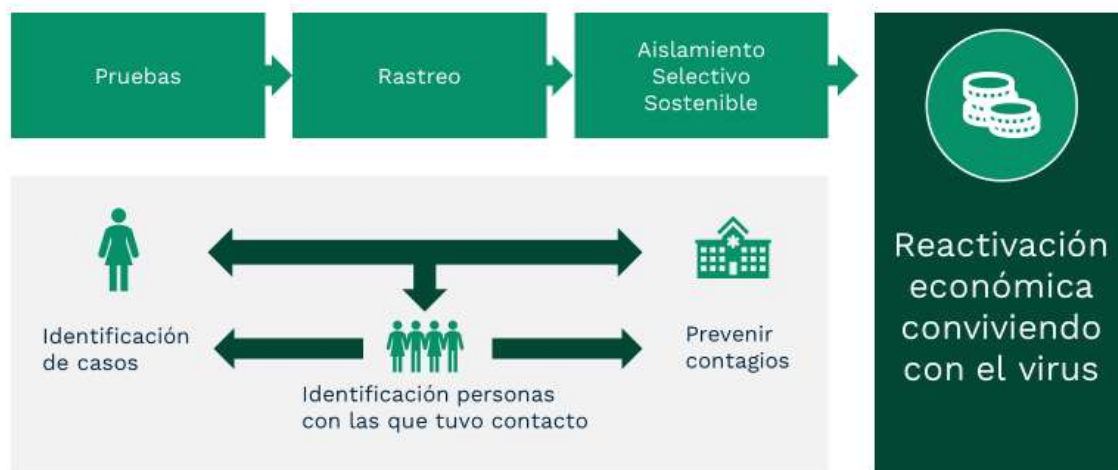 Pruebas
Rastreo
Aislamiento
Selectivo
Sostenible
Identificación
de casos
Identificación personas
con las que tuvo contacto
Prevenir
contagios
Reactivación
económica
conviviendo
con el virus